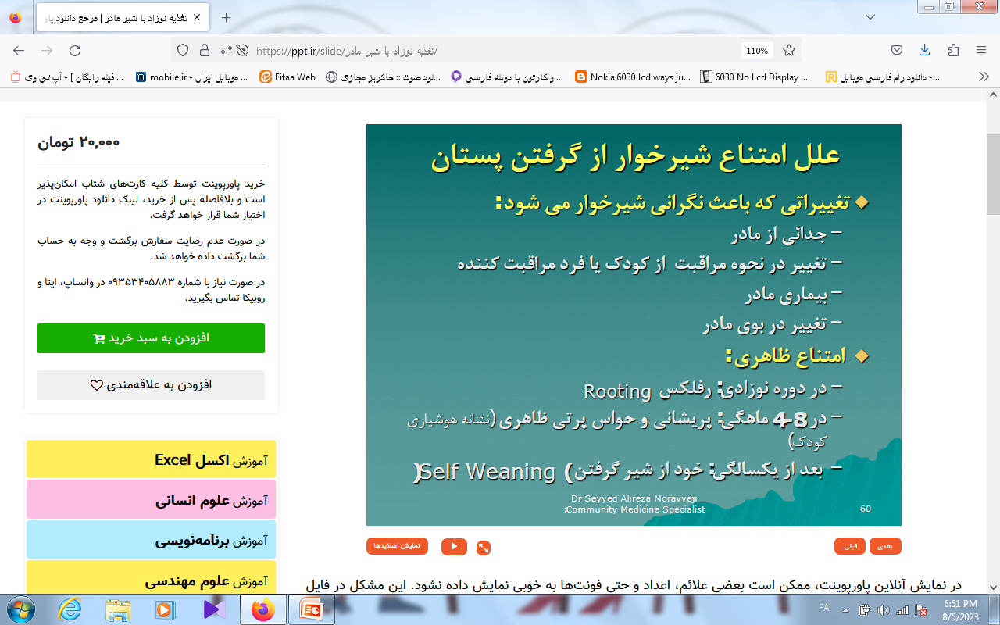 تغذیه نوزاد با شیر مادر | مرجع دانلود پاو
https://ppt.ir/slide/تغذیه-نوزاد-با-شیر-مادر/
110%
فیلم رایگان ] - آپ تی وی ...
mobile.ir - موبایل ایران ...
Eitaa Web
لود صوت :: خاکریز مجازی...
و کارتون با دوبله فارسی ...
Nokia 6030 lcd ways ju...
6030 No Lcd Display ...
- دانلود رام فارسی موبایل...
۲۰,۰۰۰ تومان
خرید پاورپوینت توسط کلیه کارت‌های شتاب امکان‌پذیر
است و بلافاصله پس از خرید، لینک دانلود پاورپوینت در
اختیار شما قرار خواهد گرفت.
در صورت عدم رضایت سفارش برگشت و وجه به حساب
شما برگشت داده خواهد شد.
در صورت نیاز با شماره ۰۹۳۵۳۴۰۵۸۸۳ در واتساپ، ایتا و
روبیکا تماس بگیرید.
افزودن به سبد خرید
افزودن به علاقه‌مندی
آموزش اکسل Excel
آموزش علوم انسانی
آموزش برنامه‌نویسی
آموزش علوم مهندسی
علل امتناع شیرخوار از گرفتن پستان
تغییراتی که باعث نگرانی شیرخوار می شود:
– جدائی از مادر
– تغییر در نحوه مراقبت از کودک یا فرد مراقبت کننده
– بیماری مادر
– تغییر در بوی مادر
امتناع ظاهری:
– در دوره نوزادی: رفلکس Rooting
– در 4-8 ماهگی: پریشانی و حواس پرتی ظاهری (نشانه هوشیاری
کودک)
– بعد از یکسالگی: خود از شیر گرفتن) Self Weaning(
Dr Seyyed Alireza Moravveji
:Community Medicine Specialist
60
نمایش اسلایدها
قبلی
بعدی
در نمایش آنلاین پاورپوینت، ممکن است بعضی علائم، اعداد و حتی فونت‌ها به خوبی نمایش داده نشود. این مشکل در فایل
FA
6:51 PM
8/5/2023